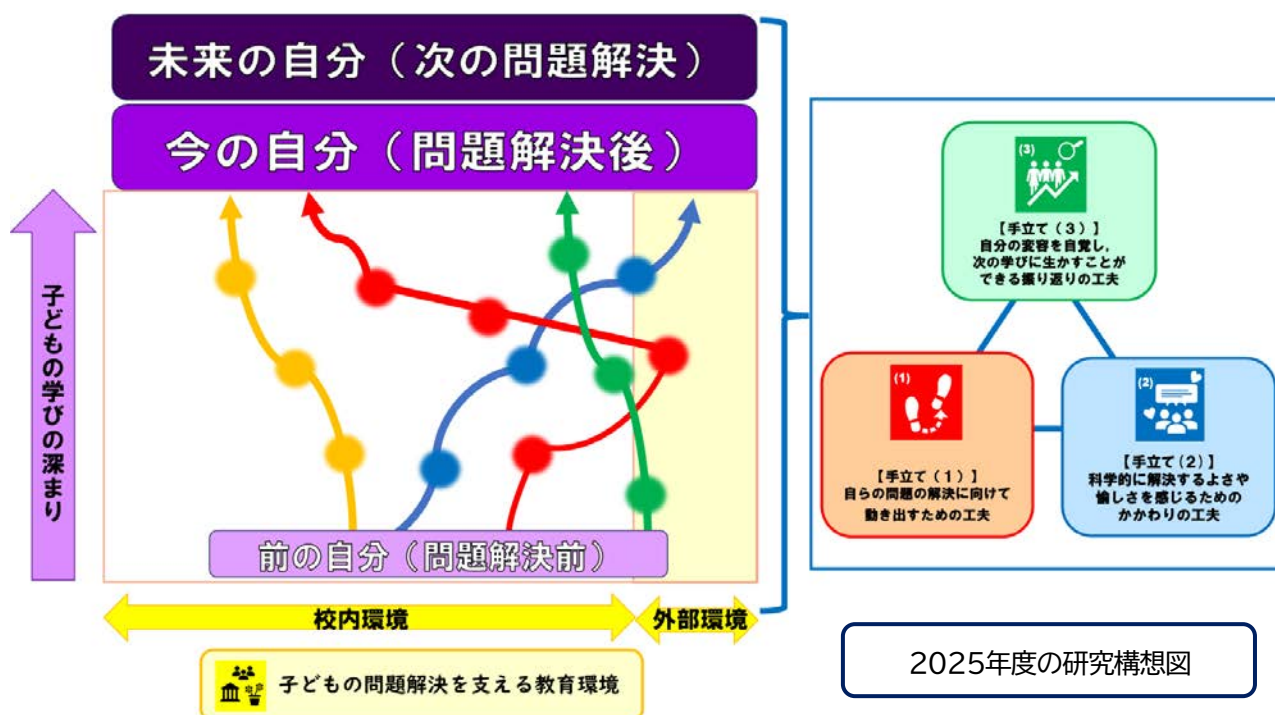 未来の自分（次の問題解決）
今の自分（問題解決後）
子どもの学びの深まり
前の自分（問題解決前）
校内環境
外部環境
子どもの問題解決を支える教育環境
(3)
【手立て（３）】
自分の変容を自覚し，
次の学びに生かすことが
できる振り返りの工夫
(1)
【手立て（１）】
自らの問題の解決に向けて
動き出すための工夫
(2)
【手立て(２)】
科学的に解決するよさや
愉しさを感じるための
かかわりの工夫
2025年度の研究構想図